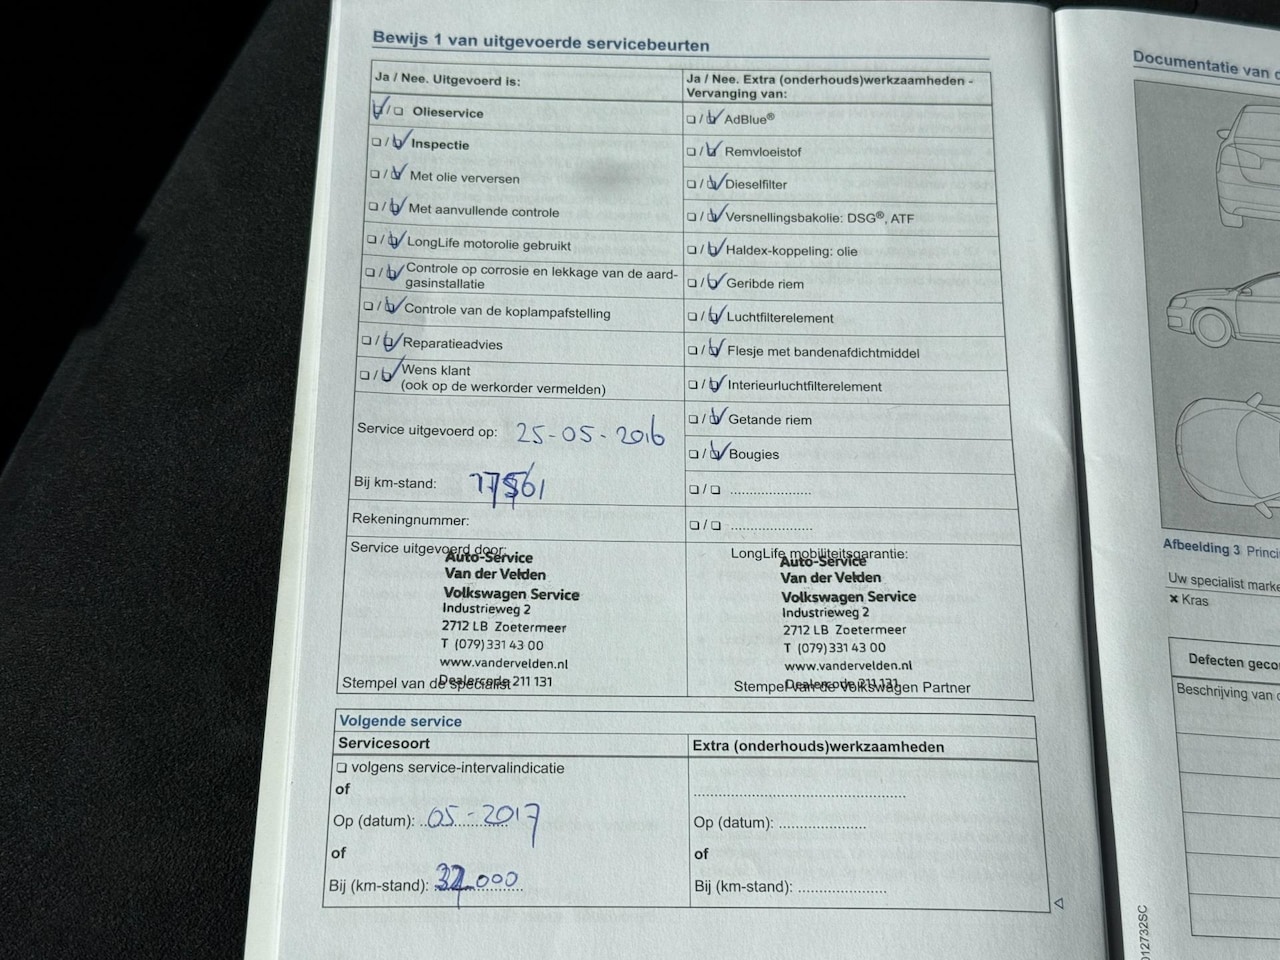 Bewijs 1 van uitgevoerde servicebeurten
Ja / Nee. Uitgevoerd is:
Olieservice
Inspectie
Met olie verversen
Met aanvullende controle
LongLife motorolie gebruikt
Controle op corrosie en lekkage van de aard-
gasinstallatie
Controle van de koplampafstelling
Reparatieadvies
Wens klant
(ook op de werkorder vermelden)
Service uitgevoerd op: 25-05-2016
Bij km-stand:
Rekeningnummer:
Service uitgevoerd door:
Auto-Service
Van der Velden
Volkswagen Service
Industrieweg 2
2712 LB Zoetermeer
T (079) 331 43 00
www.vandervelden.nl
Dealercode 211 131
Stempel van de specialist
Ja / Nee. Extra (onderhouds)werkzaamheden -
Vervanging van:
AdBlue®
Remvloeistof
Dieselfilter
Versnellingsbakolie: DSG®, ATF
Haldex-koppeling: olie
Geribde riem
Luchtfilterelement
Flesje met bandenafdichtmiddel
Interieurluchtfilterelement
Getande riem
Bougies
LongLife mobiliteitsgarantie:
Auto-Service
Van der Velden
Volkswagen Service
Industrieweg 2
2712 LB Zoetermeer
T (079) 331 43 00
www.vandervelden.nl
Dealercode 211 131
Stempel van de Volkswagen Partner
Volgende service
Servicesoort
volgens service-intervalindicatie
of
Op (datum): 05-2017
of
Bij (km-stand):
Extra (onderhouds)werkzaamheden
Op (datum):
of
Bij (km-stand):
Documentatie van
Afbeelding 3 Princi
Uw specialist marke
× Kras
Defecten geco
Beschrijving van
012732SC